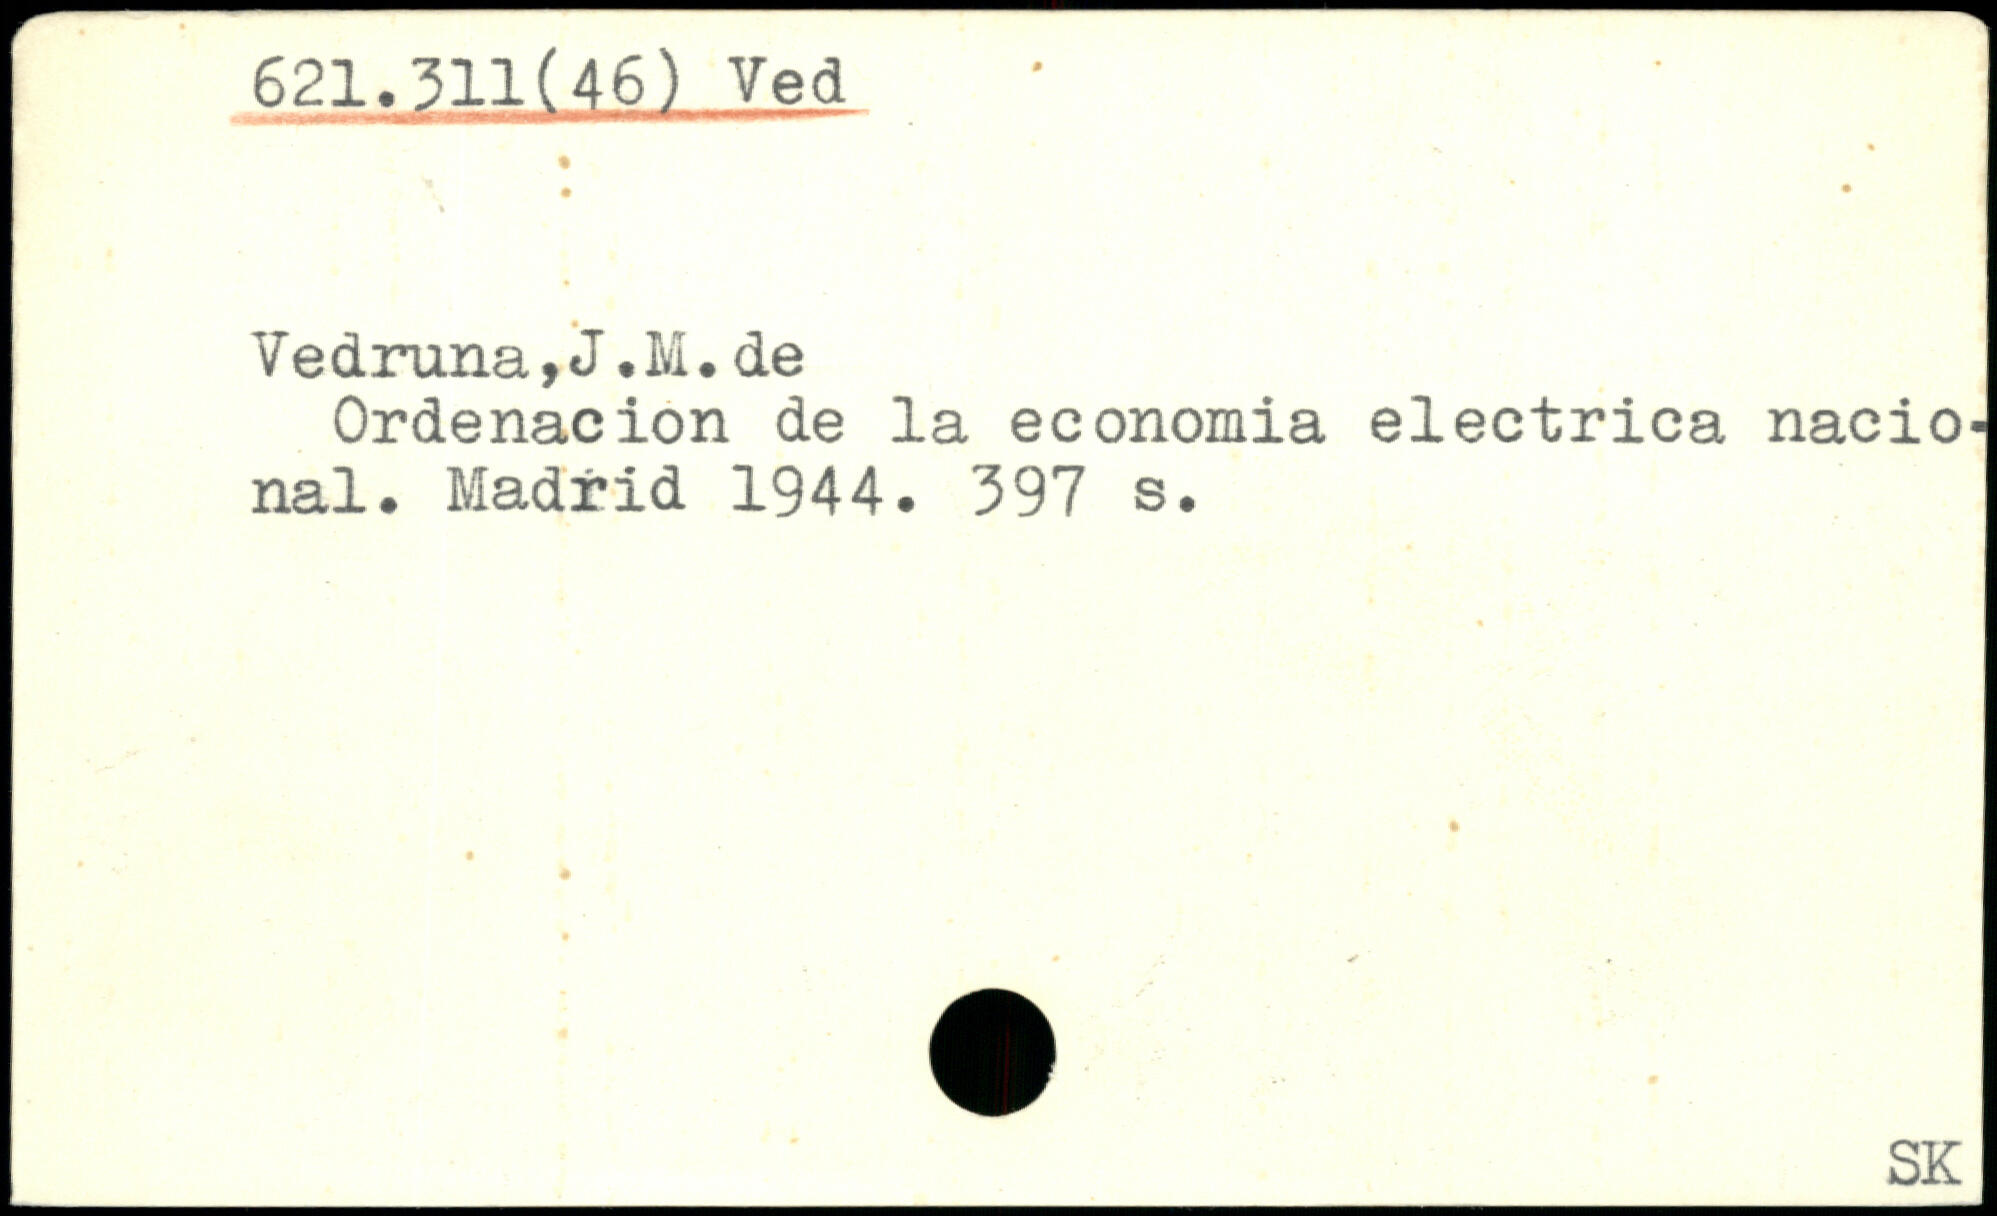 621.311(46) Ved
Vedruna,J.M.de
Ordenacion de la economia electrica nacio-
nal. Madrid 1944. 397 s.
SK